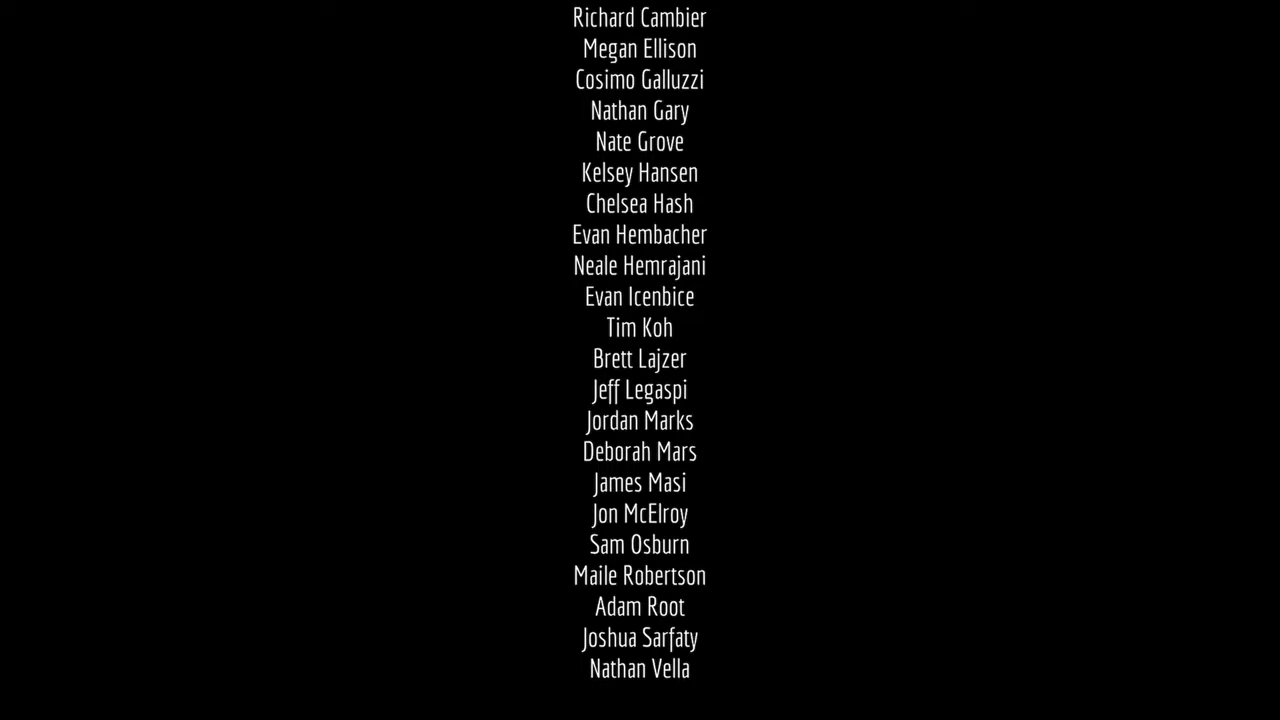 Richard Cambier
Megan Ellison
Cosimo Galluzzi
Nathan Gary
Nate Grove
Kelsey Hansen
Chelsea Hash
Evan Hembacher
Neale Hemrajani
Evan Icenbice
Tim Koh
Brett Lajzer
Jeff Legaspi
Jordan Marks
Deborah Mars
James Masi
Jon McElroy
Sam Osburn
Maile Robertson
Adam Root
Joshua Sarfaty
Nathan Vella